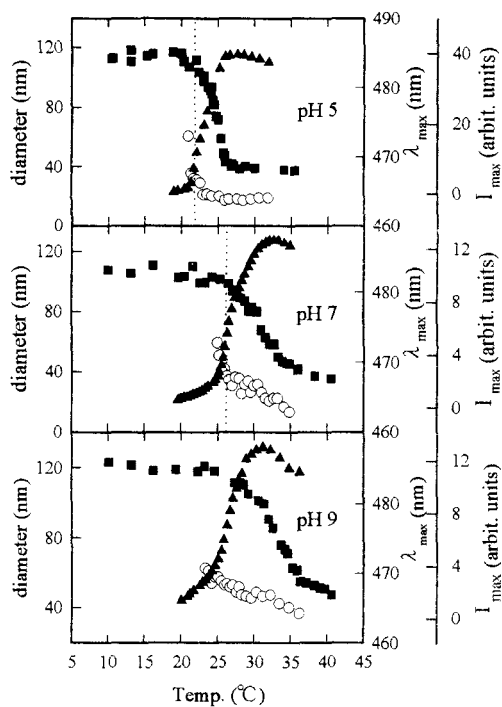 120
80
40
0
diameter (nm)
pH 5
490
480
470
460
λ max (nm)
40
20
0
I max (arbit. units)
120
80
40
0
diameter (nm)
pH 7
480
470
460
λ max (nm)
12
8
4
0
I max (arbit. units)
120
80
40
diameter (nm)
pH 9
490
480
470
460
λ max (nm)
12
8
4
0
I max (arbit. units)
5 10 15 20 25 30 35 40 45
Temp. (℃)